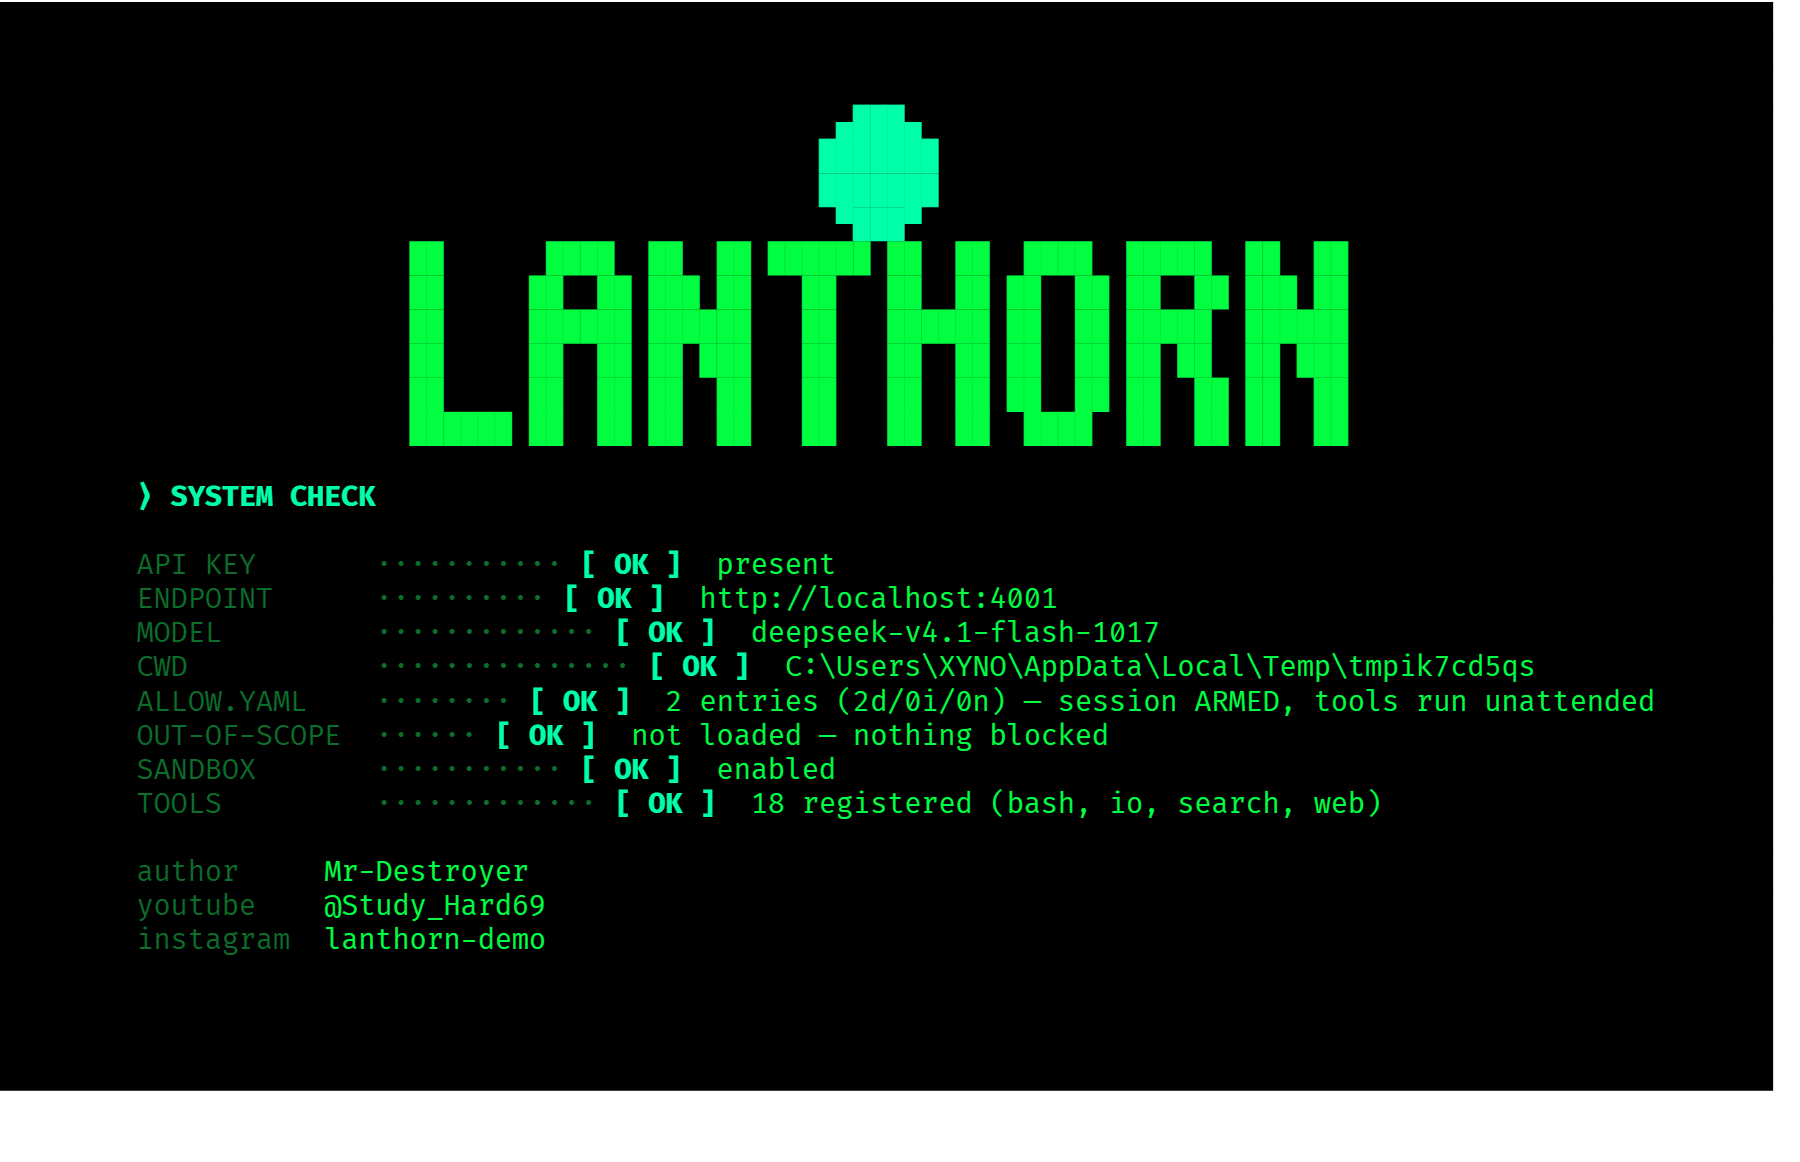 LANTHORN
❭ SYSTEM CHECK
API KEY ··········· [ OK ] present
ENDPOINT ·········· [ OK ] http://localhost:4001
MODEL ············· [ OK ] deepseek-v4.1-flash-1017
CWD ··············· [ OK ] C:\Users\XYNO\AppData\Local\Temp\tmpik7cd5qs
ALLOW.YAML ········ [ OK ] 2 entries (2d/0i/0n) — session ARMED, tools run unattended
OUT-OF-SCOPE ······ [ OK ] not loaded — nothing blocked
SANDBOX ··········· [ OK ] enabled
TOOLS ············· [ OK ] 18 registered (bash, io, search, web)
author Mr-Destroyer
youtube @Study_Hard69
instagram lanthorn-demo